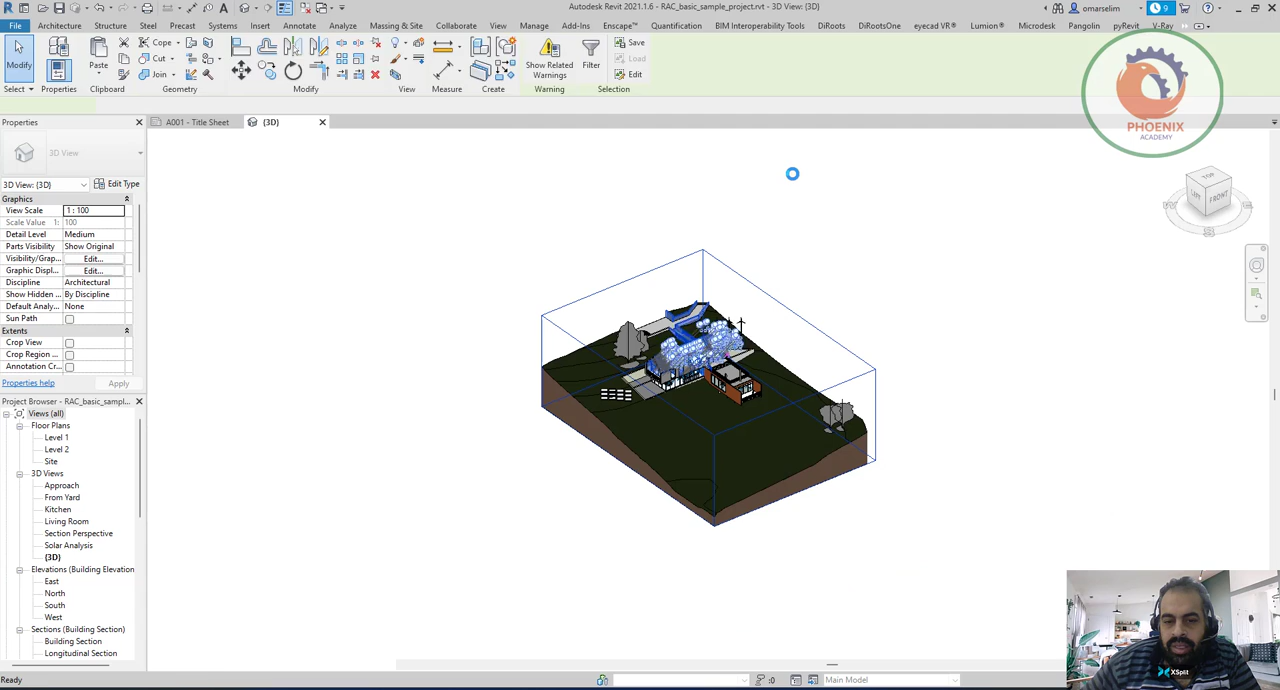 Autodesk Revit 2021.1.6 - RAC_basic_sample_project.rvt - 3D View: {3D}
omarselim
9
File Architecture Structure Steel Precast Systems Insert Annotate Analyze Massing & Site Collaborate View Manage Add-Ins Enscape™ Quantification BIM Interoperability Tools DiRoots DiRootsOne eyecad VR® Lumion® Microdesk Pangolin pyRevit V-Ray
Modify
Properties
Paste
Cope
Cut
Join
Show Related Warnings
Filter
Save
Load
Edit
Select Properties Clipboard Geometry Modify View Measure Create Warning Selection
PHOENIX
ACADEMY
Properties
A001 - Title Sheet
{3D}
3D View
3D View: {3D}
Edit Type
Graphics
View Scale 1 : 100
Scale Value 1: 100
Detail Level Medium
Parts Visibility Show Original
Visibility/Grap... Edit...
Graphic Displ... Edit...
Discipline Architectural
Show Hidden ... By Discipline
Default Analy... None
Sun Path
Extents
Crop View
Crop Region ...
Annotation Cr...
Properties help
Apply
Project Browser - RAC_basic_sampl...
Views (all)
Floor Plans
Level 1
Level 2
Site
3D Views
Approach
From Yard
Kitchen
Living Room
Section Perspective
Solar Analysis
{3D}
Elevations (Building Elevation
East
North
South
West
Sections (Building Section)
Building Section
Longitudinal Section
TOP
LEFT
FRONT
W
S
E
Ready
:0
Main Model
XSplit